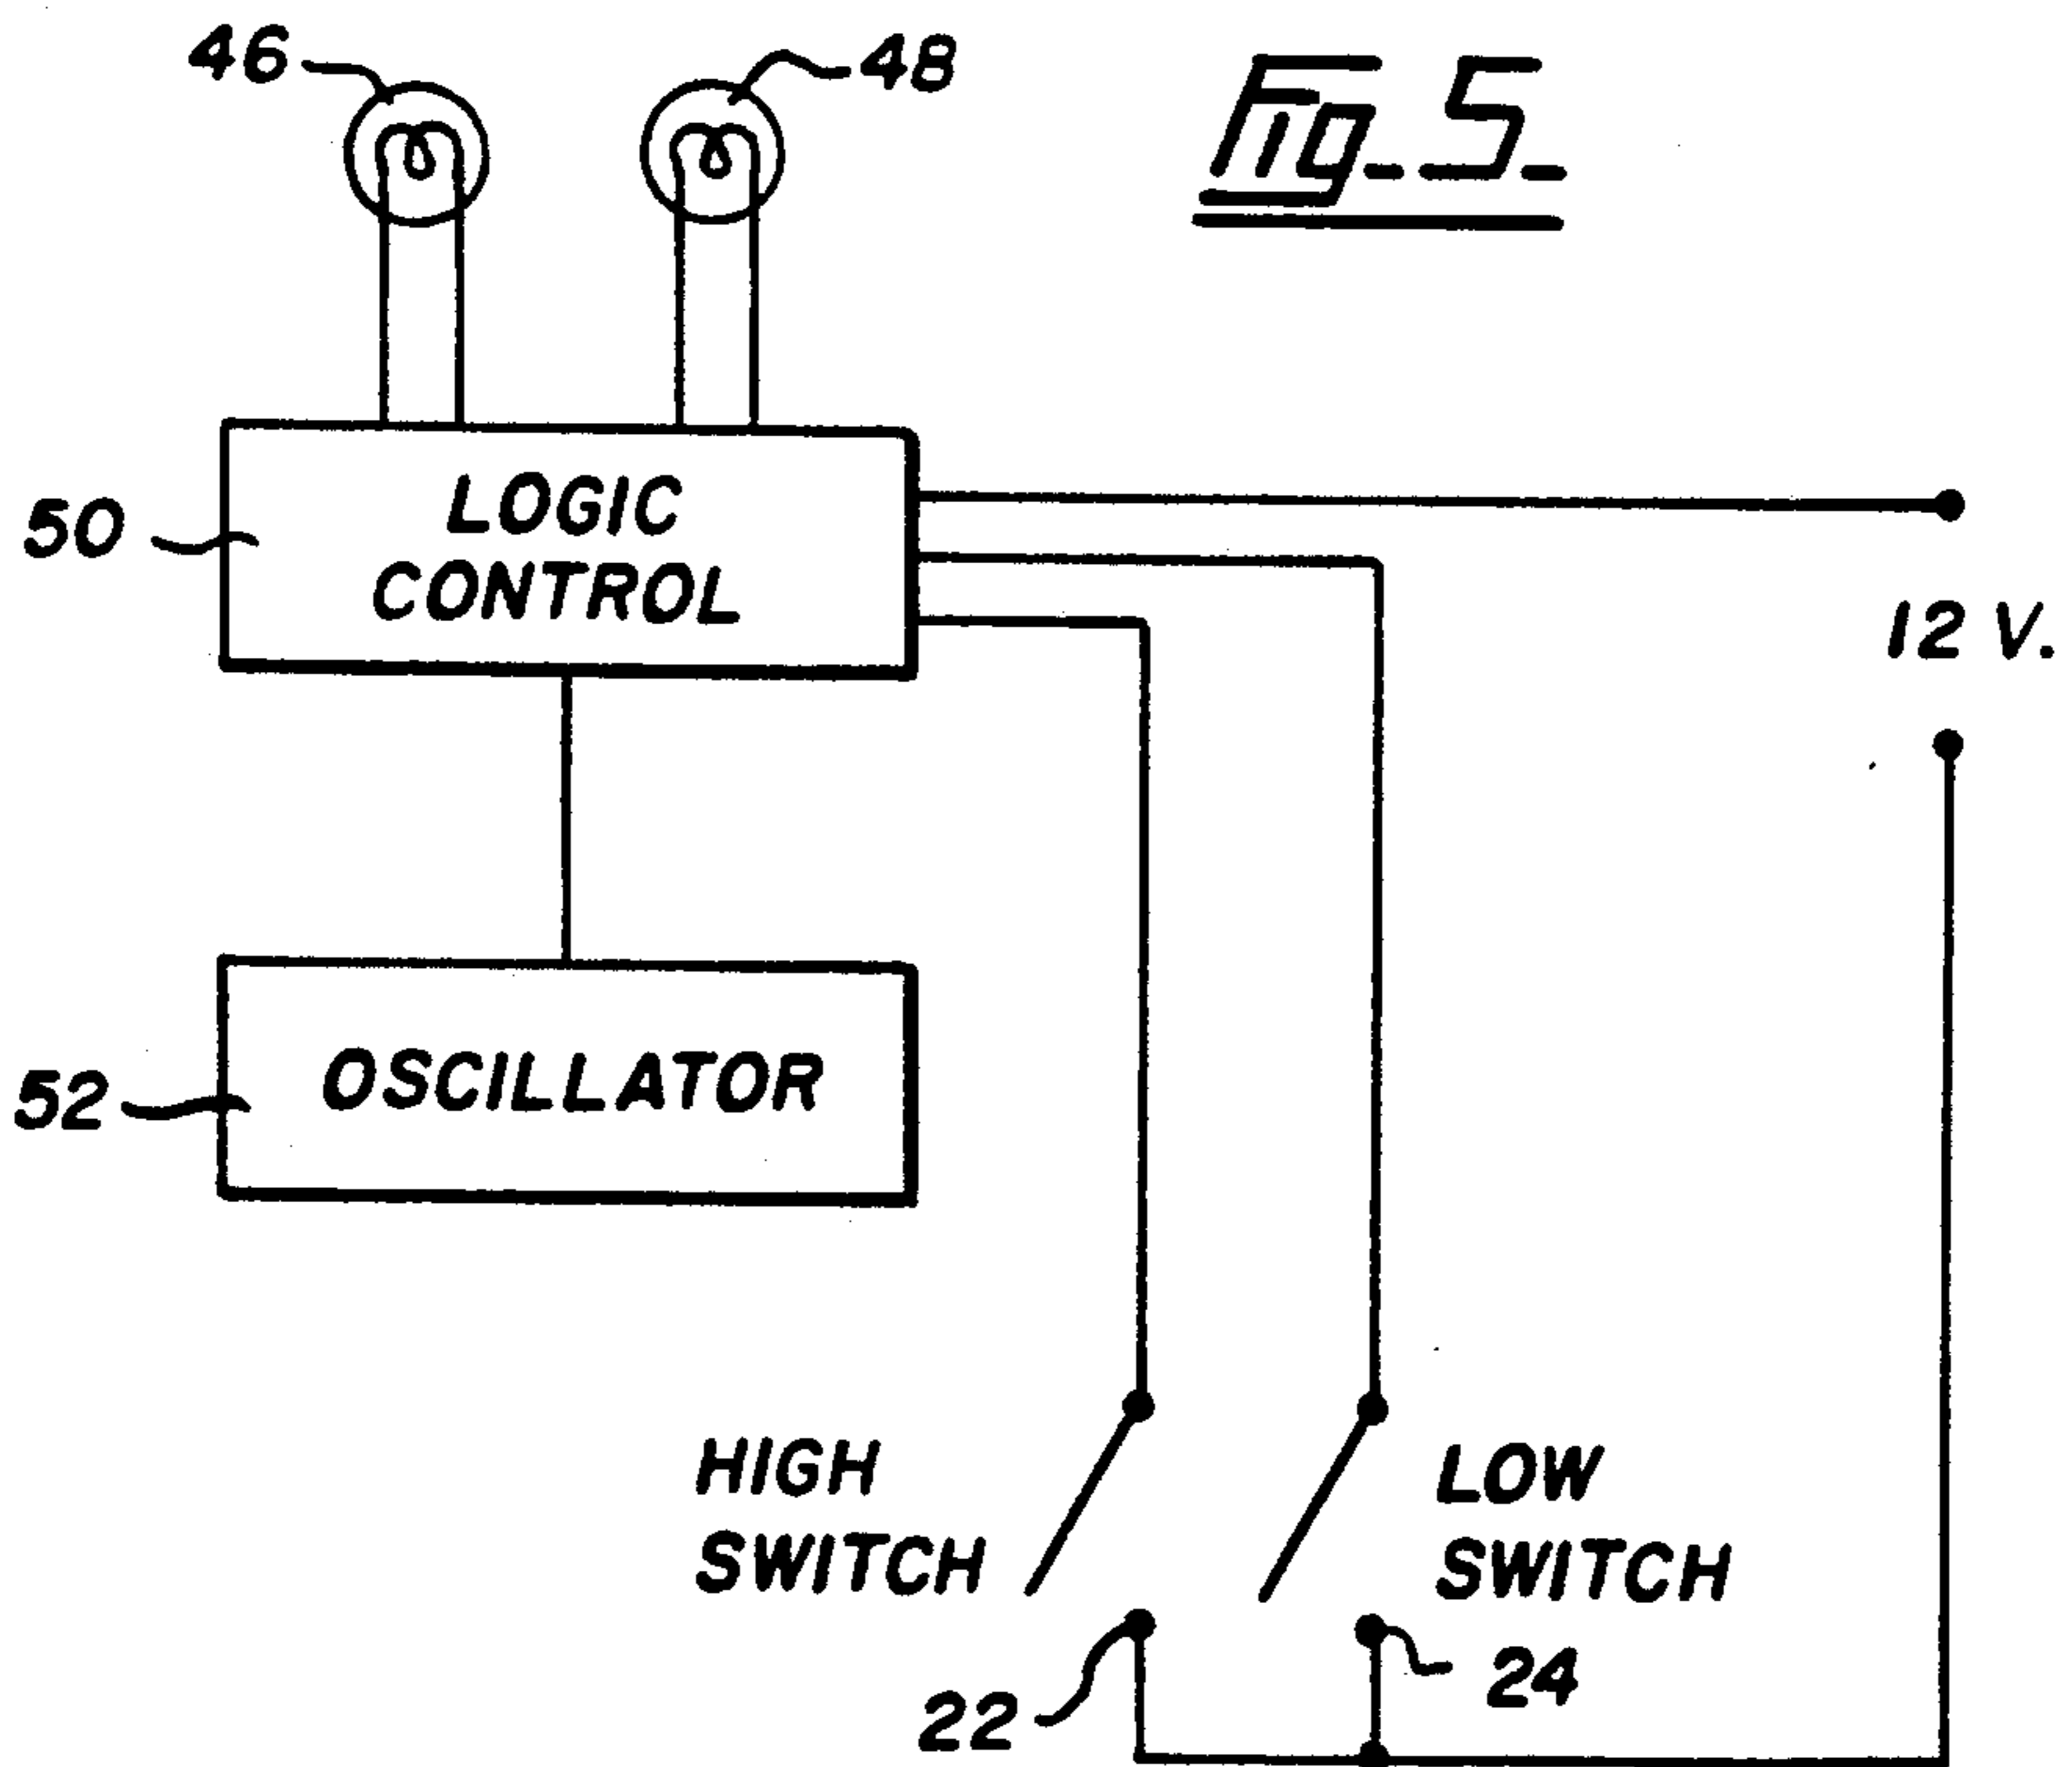 46
48
Fig. 5.
50
LOGIC
CONTROL
12 V.
52
OSCILLATOR
HIGH
SWITCH
LOW
SWITCH
22
24